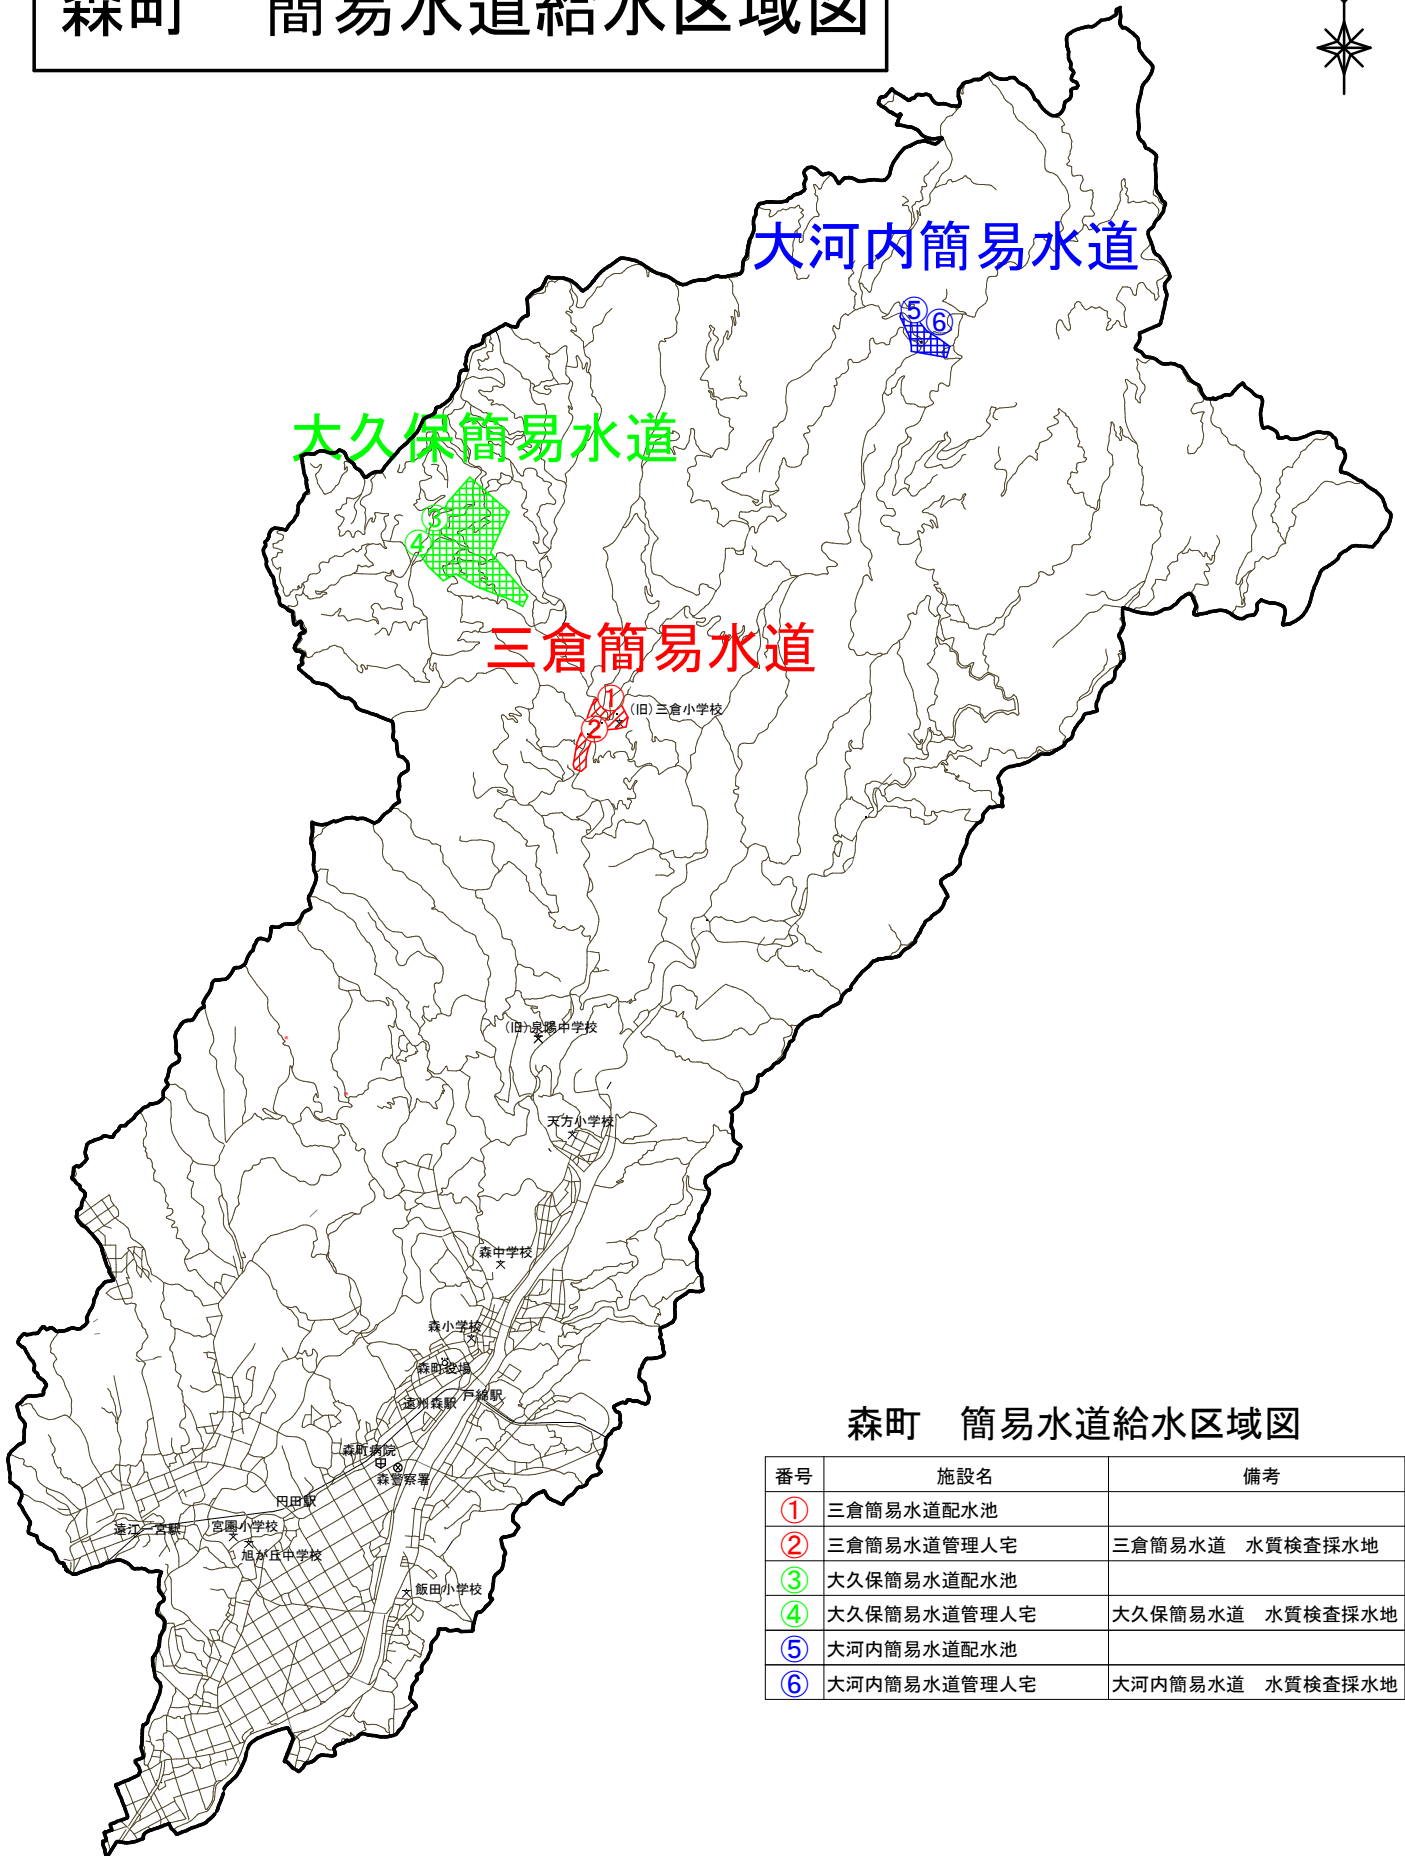 森町　簡易水道給水区域図
大河内簡易水道
⑤
⑥
大久保簡易水道
③
④
三倉簡易水道
①
(旧)三倉小学校
②
(旧)泉陽中学校
天方小学校
森中学校
森小学校
森町役場
戸綿駅
遠州森駅
森町病院
森警察署
円田駅
遠江一宮駅
宮園小学校
旭が丘中学校
飯田小学校
森町　簡易水道給水区域図
番号 施設名 備考
① 三倉簡易水道配水池
② 三倉簡易水道管理人宅 三倉簡易水道　水質検査採水地
③ 大久保簡易水道配水池
④ 大久保簡易水道管理人宅 大久保簡易水道　水質検査採水地
⑤ 大河内簡易水道配水池
⑥ 大河内簡易水道管理人宅 大河内簡易水道　水質検査採水地